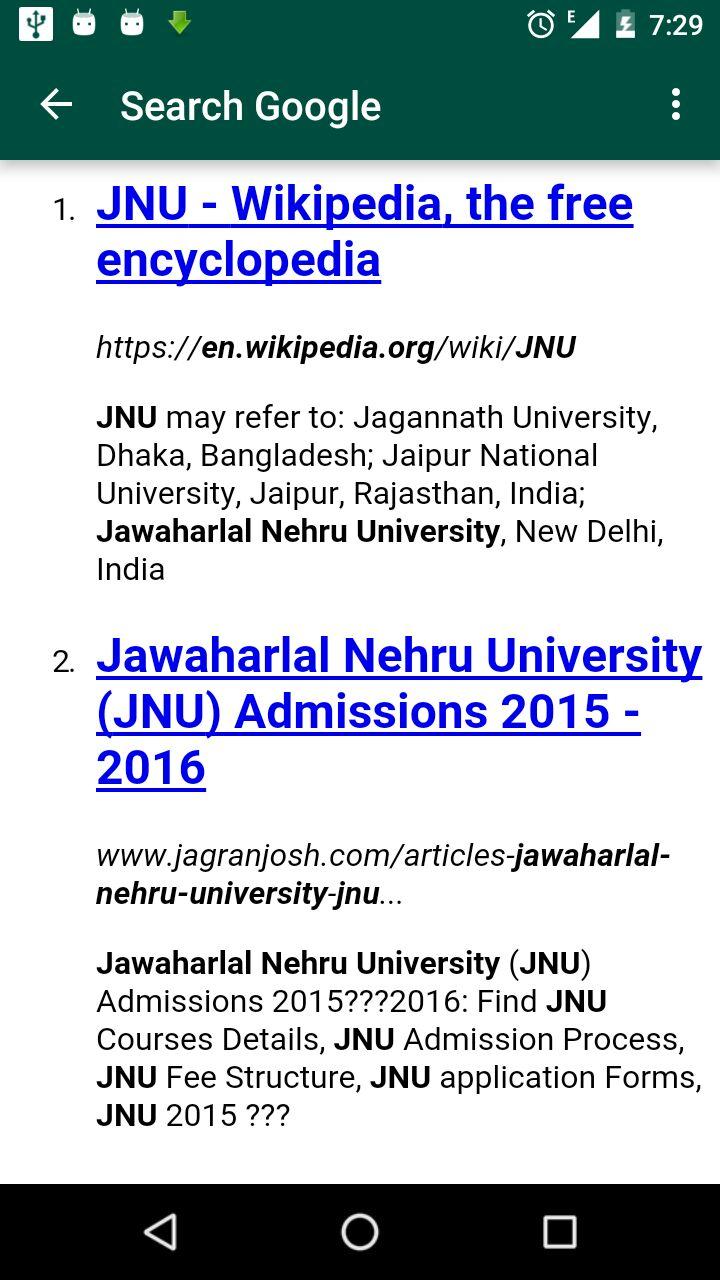 E
7:29
Search Google
1. JNU - Wikipedia, the free
encyclopedia
https://en.wikipedia.org/wiki/JNU
JNU may refer to: Jagannath University,
Dhaka, Bangladesh; Jaipur National
University, Jaipur, Rajasthan, India;
Jawaharlal Nehru University, New Delhi,
India
2. Jawaharlal Nehru University
(JNU) Admissions 2015 -
2016
www.jagranjosh.com/articles-jawaharlal-
nehru-university-jnu...
Jawaharlal Nehru University (JNU)
Admissions 2015???2016: Find JNU
Courses Details, JNU Admission Process,
JNU Fee Structure, JNU application Forms,
JNU 2015 ???